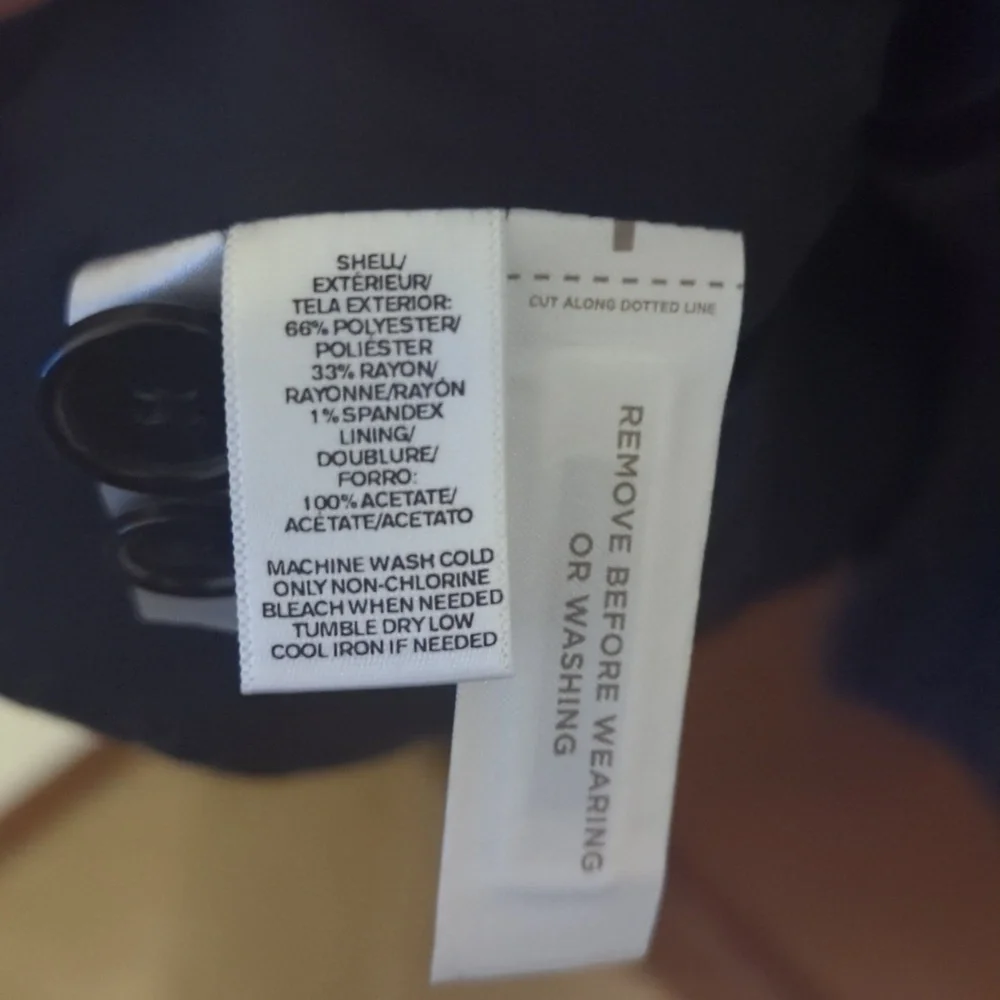 SHELL/
EXTÉRIEUR/
TELA EXTERIOR:
66% POLYESTER/
POLIÉSTER
33% RAYON/
RAYONNE/RAYÓN
1% SPANDEX
LINING/
DOUBLURE/
FORRO:
100% ACETATE/
ACÉTATE/ACETATO
MACHINE WASH COLD
ONLY NON-CHLORINE
BLEACH WHEN NEEDED
TUMBLE DRY LOW
COOL IRON IF NEEDED
CUT ALONG DOTTED LINE
REMOVE BEFORE WEARING
OR WASHING